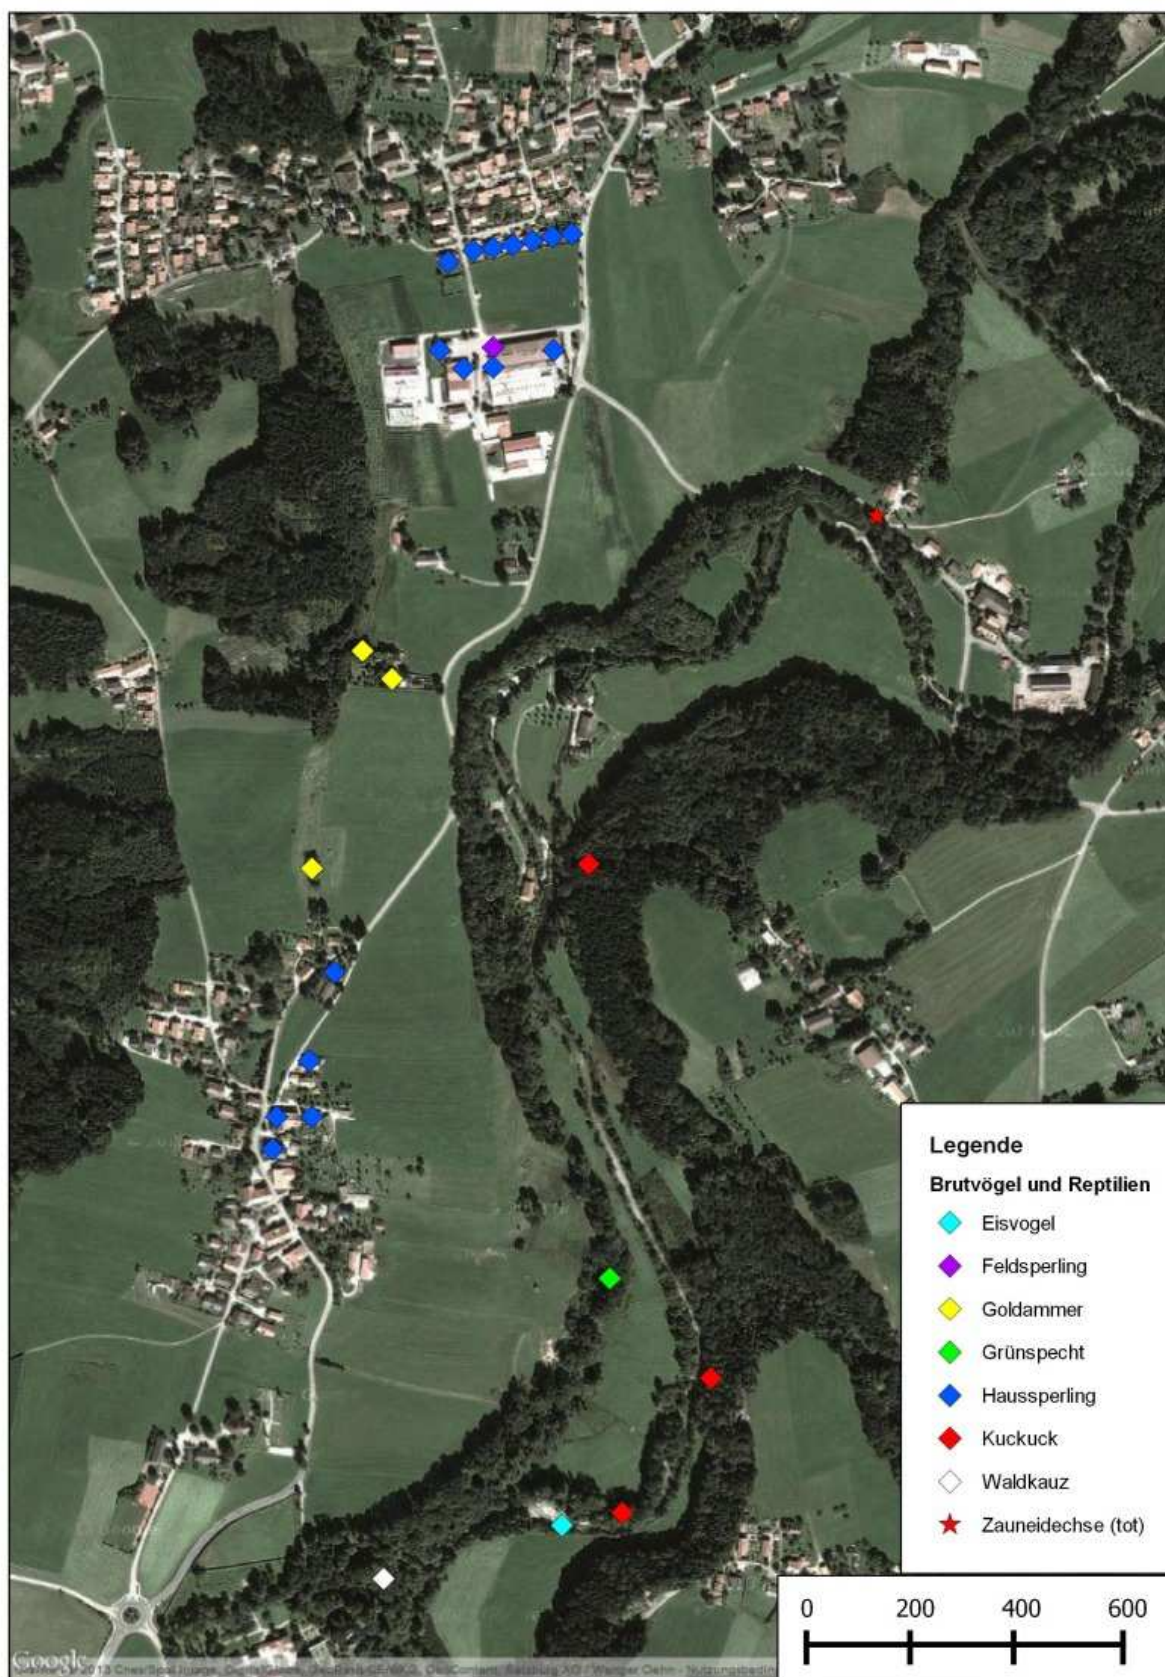 Legende
Brutvögel und Reptilien
Eisvogel
Feldsperling
Goldammer
Grünspecht
Haussperling
Kuckuck
Waldkauz
Zauneidechse (tot)
0 200 400 600
Google